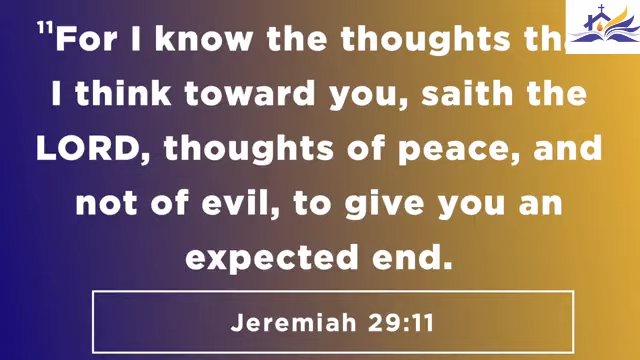 ¹¹For I know the thoughts th
I think toward you, saith the
LORD, thoughts of peace, and
not of evil, to give you an
expected end.
Jeremiah 29:11